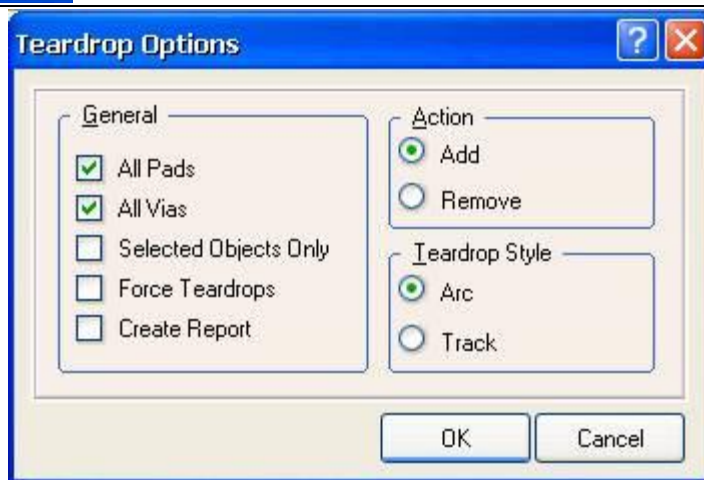 Teardrop Options
?
General
All Pads
All Vias
Selected Objects Only
Force Teardrops
Create Report
Action
Add
Remove
Teardrop Style
Arc
Track
OK
Cancel